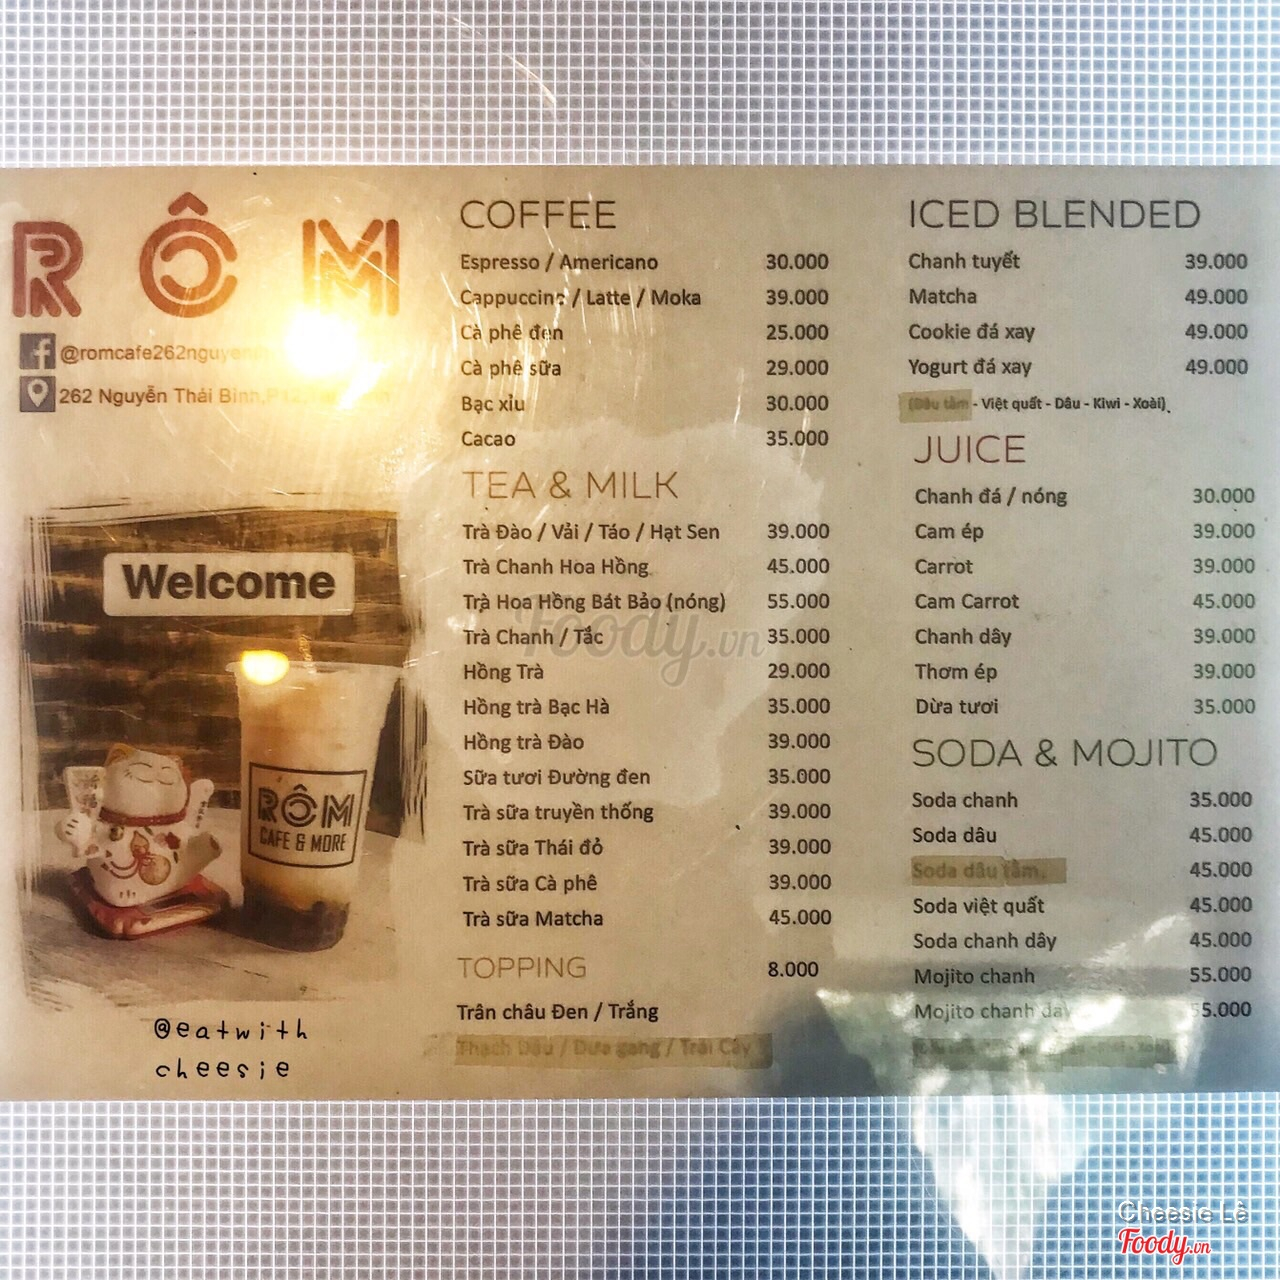 RÔM
@romcafe262nguyen
262 Nguyễn Thái Bình,P12,
Welcome
RÔM
CAFE & MORE
@eatwith
cheesie
COFFEE
Espresso / Americano 30.000
Cappuccino / Latte / Moka 39.000
Cà phê đen 25.000
Cà phê sữa 29.000
Bạc xỉu 30.000
Cacao 35.000
TEA & MILK
Trà Đào / Vải / Táo / Hạt Sen 39.000
Trà Chanh Hoa Hồng 45.000
Trà Hoa Hồng Bát Bảo (nóng) 55.000
Trà Chanh / Tắc 35.000
Hồng Trà 29.000
Hồng trà Bạc Hà 35.000
Hồng trà Đào 39.000
Sữa tươi Đường đen 35.000
Trà sữa truyền thống 39.000
Trà sữa Thái đỏ 39.000
Trà sữa Cà phê 39.000
Trà sữa Matcha 45.000
TOPPING 8.000
Trân châu Đen / Trắng
Thạch Dâu / Dưa gang / Trái Cây
ICED BLENDED
Chanh tuyết 39.000
Matcha 49.000
Cookie đá xay 49.000
Yogurt đá xay 49.000
(Dâu tằm - Việt quất - Dâu - Kiwi - Xoài)
JUICE
Chanh đá / nóng 30.000
Cam ép 39.000
Carrot 39.000
Cam Carrot 45.000
Chanh dây 39.000
Thơm ép 39.000
Dừa tươi 35.000
SODA & MOJITO
Soda chanh 35.000
Soda dâu 45.000
Soda dâu tằm 45.000
Soda việt quất 45.000
Soda chanh dây 45.000
Mojito chanh 55.000
Mojito chanh dây 55.000
Foody.vn
Cheesie Lê
Foody.vn